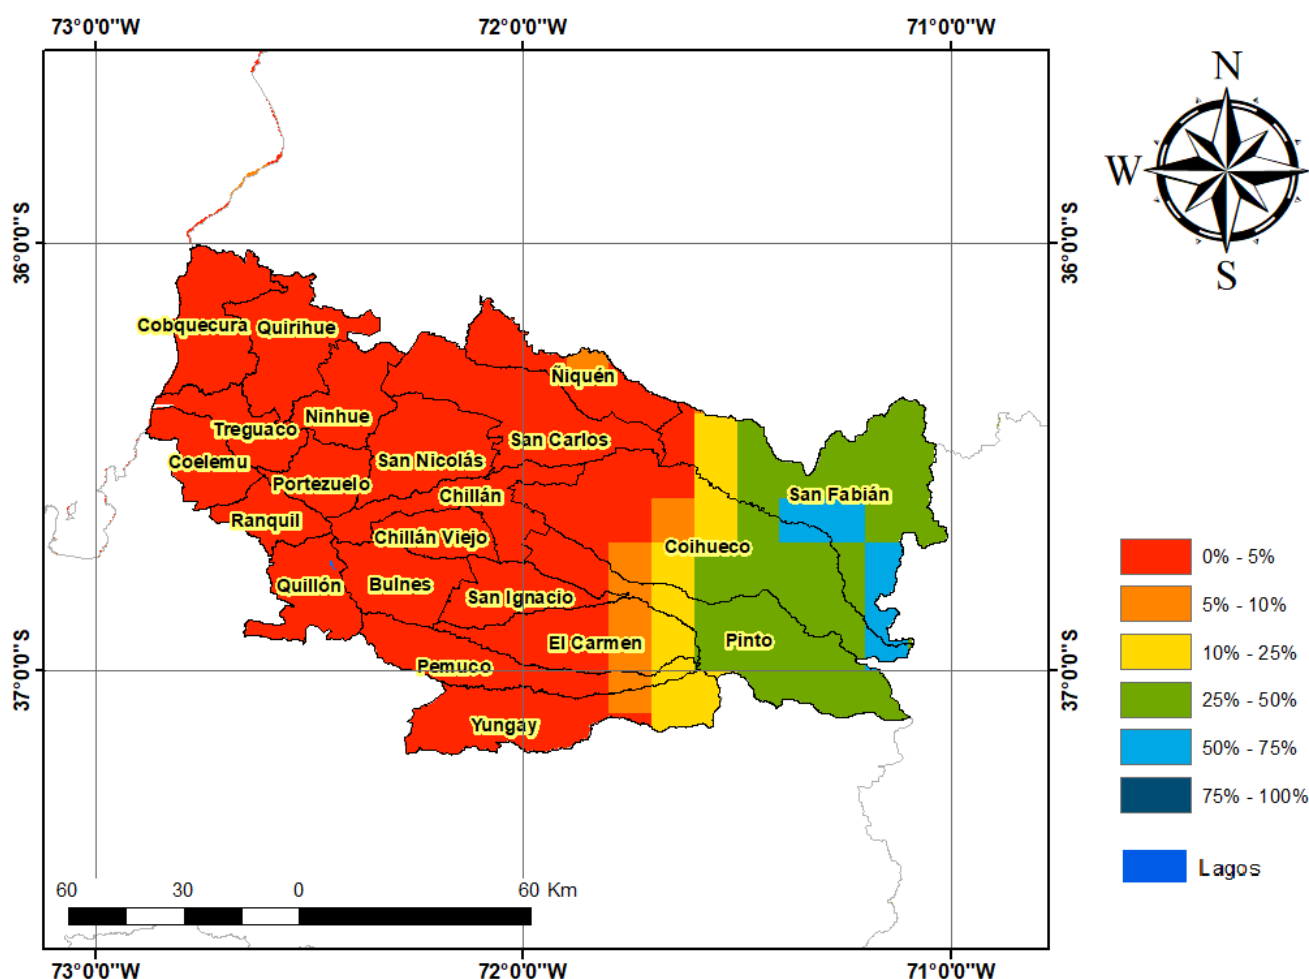 73°0'0"W 72°0'0"W 71°0'0"W
N
W
S
36°0'0"S 36°0'0"S
Cobquecura Quirihue
Ñiquén
Ninhue
Treguaco
San Carlos
Coelemu San Nicolás
Portezuelo
Chillán
San Fabián
Ranquil
Chillán Viejo
Coihueco
Quillón Bulnes
San Ignacio
El Carmen Pinto
Pemuco
Yungay
37°0'0"S 37°0'0"S
0% - 5%
5% - 10%
10% - 25%
25% - 50%
50% - 75%
75% - 100%
Lagos
60 30 0 60 Km
73°0'0"W 72°0'0"W 71°0'0"W